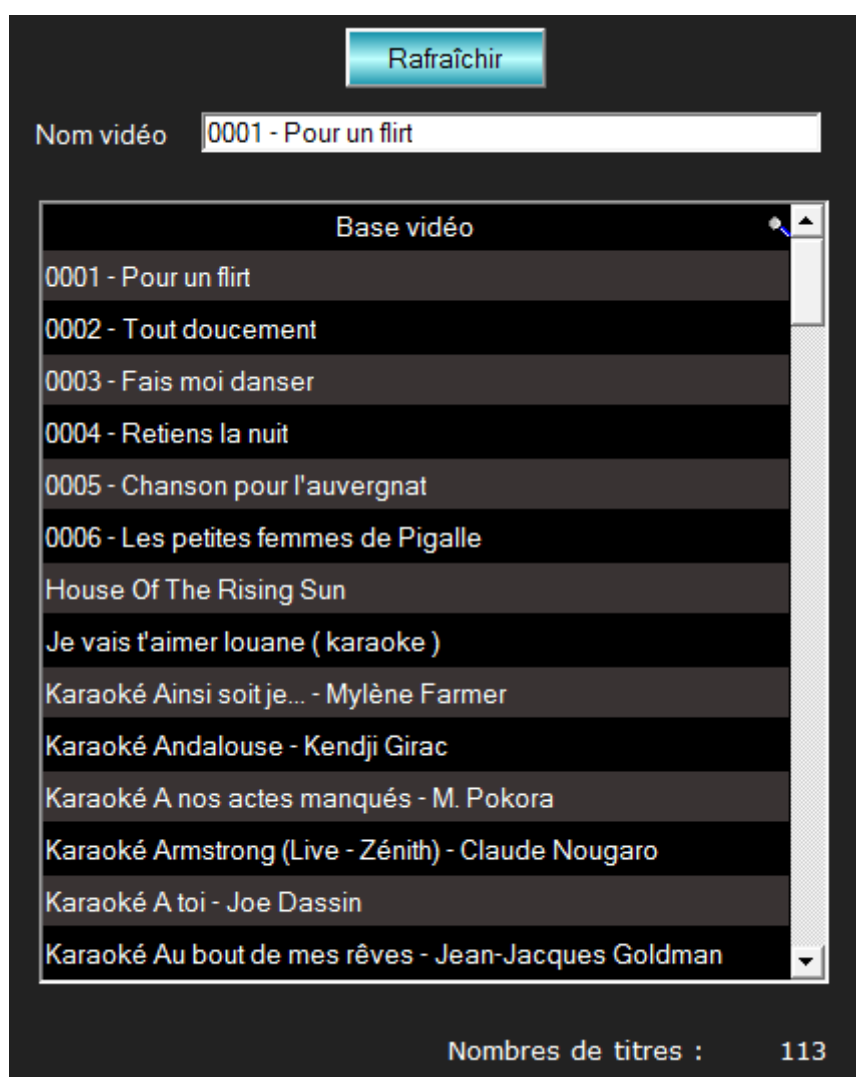 Rafraîchir
Nom vidéo 0001 - Pour un flirt
Base vidéo
0001 - Pour un flirt
0002 - Tout doucement
0003 - Fais moi danser
0004 - Retiens la nuit
0005 - Chanson pour l'auvergnat
0006 - Les petites femmes de Pigalle
House Of The Rising Sun
Je vais t'aimer louane ( karaoke )
Karaoké Ainsi soit je... - Mylène Farmer
Karaoké Andalouse - Kendji Girac
Karaoké A nos actes manqués - M. Pokora
Karaoké Armstrong (Live - Zénith) - Claude Nougaro
Karaoké A toi - Joe Dassin
Karaoké Au bout de mes rêves - Jean-Jacques Goldman
Nombres de titres : 113